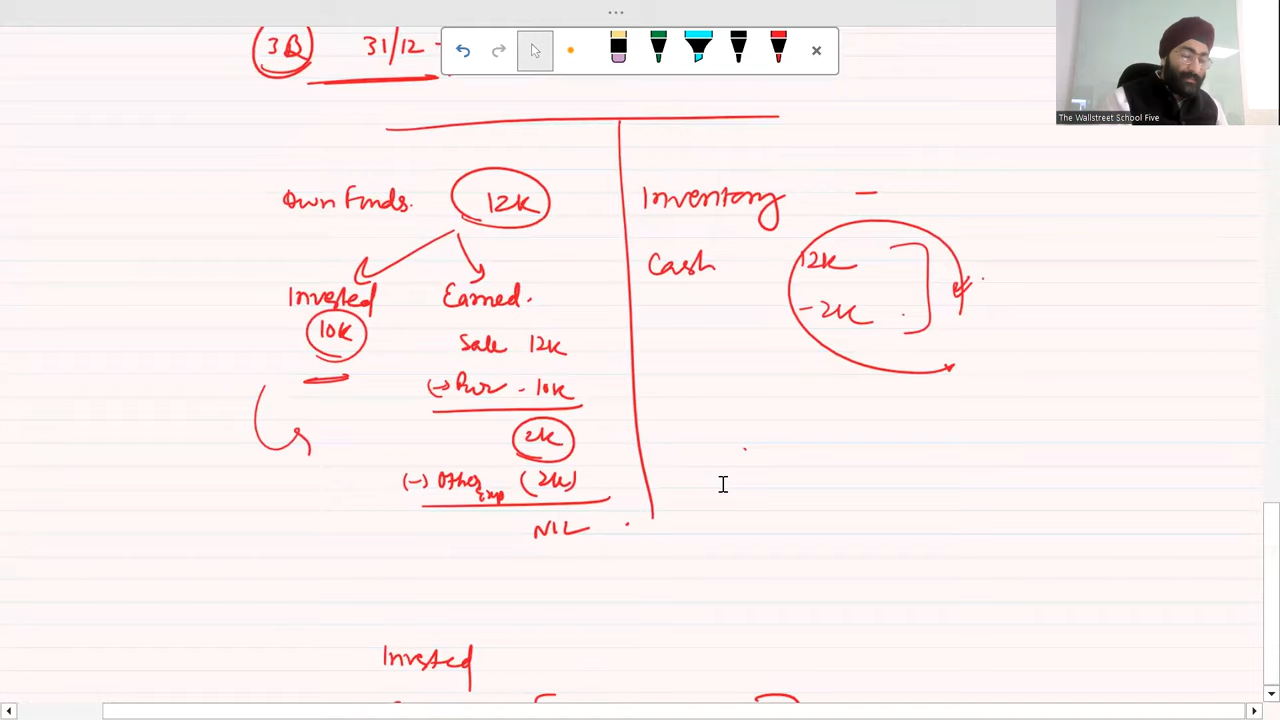 3B 31/12 -
The Wallstreet School Five
Own Funds. 12K
Invested
10K
Earned.
Sale 12K
(-) Pur - 10K
2K
(-) Other Exp (2K)
NIL
Inventory -
Cash 12K
- 2K
Invested